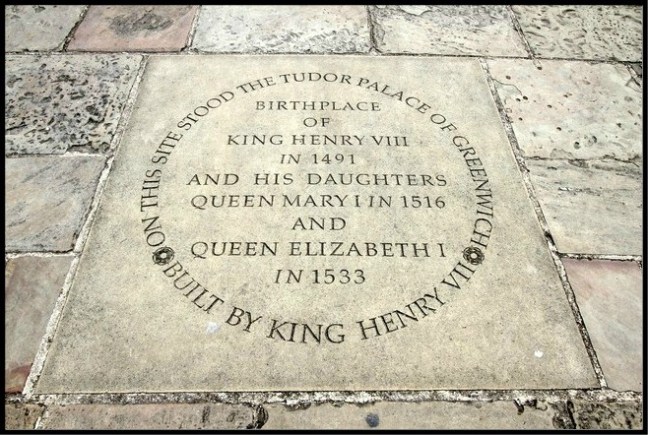 ON THIS SITE STOOD THE TUDOR PALACE OF GREENWICH
BIRTHPLACE
OF
KING HENRY VIII
IN 1491
AND HIS DAUGHTERS
QUEEN MARY I IN 1516
AND
QUEEN ELIZABETH I
IN 1533
BUILT BY KING HENRY VII